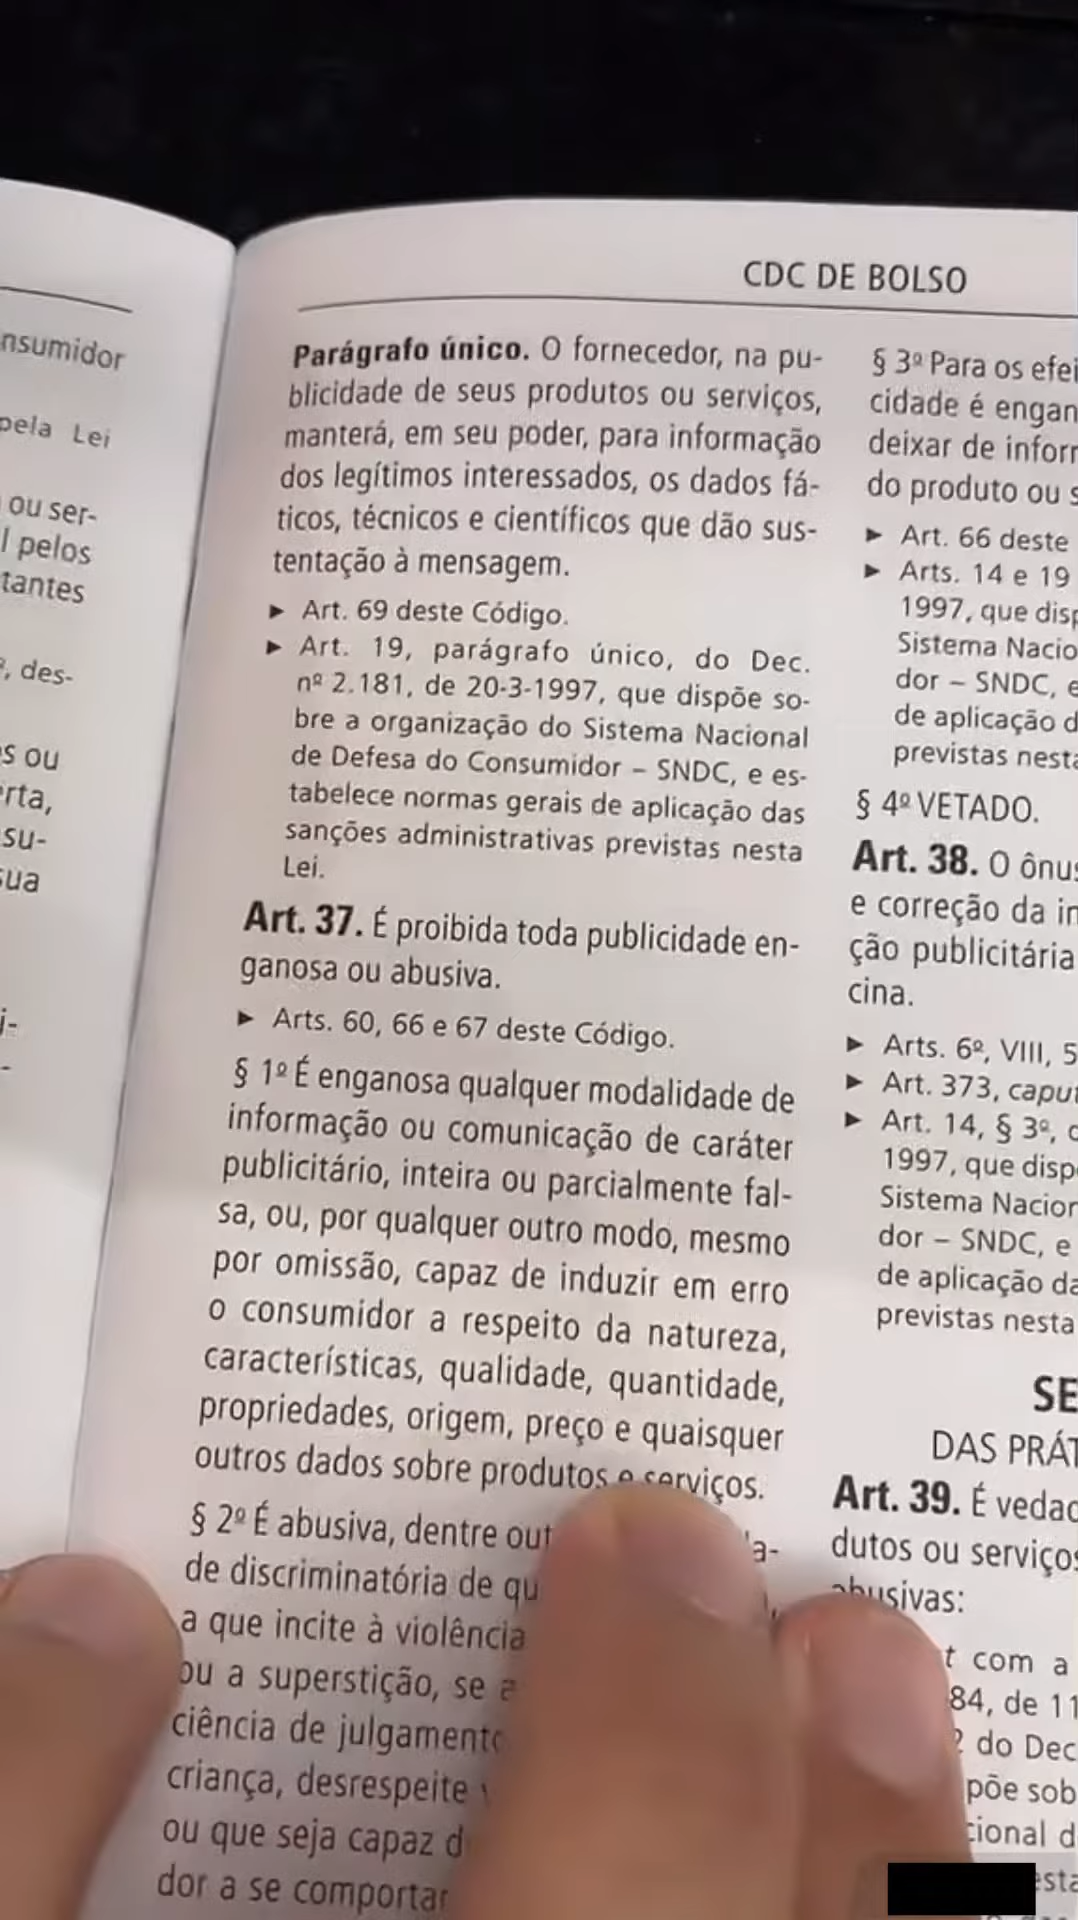 nsumidor
pela Lei
ou ser-
l pelos
tantes
des-
s ou
rta,
su-
sua
CDC DE BOLSO
Parágrafo único. O fornecedor, na pu-
blicidade de seus produtos ou serviços,
manterá, em seu poder, para informação
dos legítimos interessados, os dados fá-
ticos, técnicos e científicos que dão sus-
tentação à mensagem.
► Art. 69 deste Código.
► Art. 19, parágrafo único, do Dec.
nº 2.181, de 20-3-1997, que dispõe so-
bre a organização do Sistema Nacional
de Defesa do Consumidor – SNDC, e es-
tabelece normas gerais de aplicação das
sanções administrativas previstas nesta
Lei.
Art. 37. É proibida toda publicidade en-
ganosa ou abusiva.
► Arts. 60, 66 e 67 deste Código.
§ 1º É enganosa qualquer modalidade de
informação ou comunicação de caráter
publicitário, inteira ou parcialmente fal-
sa, ou, por qualquer outro modo, mesmo
por omissão, capaz de induzir em erro
o consumidor a respeito da natureza,
características, qualidade, quantidade,
propriedades, origem, preço e quaisquer
outros dados sobre produtos e serviços.
§ 2º É abusiva, dentre out
de discriminatória de qu
a que incite à violência
ou a superstição, se a
ciência de julgamento
criança, desrespeite
ou que seja capaz d
dor a se comportar
§ 3º Para os efei
cidade é engan
deixar de inform
do produto ou s
► Art. 66 deste
► Arts. 14 e 19
1997, que disp
Sistema Nacio
dor – SNDC, e
de aplicação d
previstas nesta
§ 4º VETADO.
Art. 38. O ônus
e correção da in
ção publicitária
cina.
► Arts. 6º, VIII, 5
► Art. 373, caput
► Art. 14, § 3º, d
1997, que disp
Sistema Nacion
dor – SNDC, e
de aplicação da
previstas nesta
SE
DAS PRÁT
Art. 39. É vedad
dutos ou serviços
abusivas:
t com a
84, de 11
do Dec
põe sob
cional d
esta